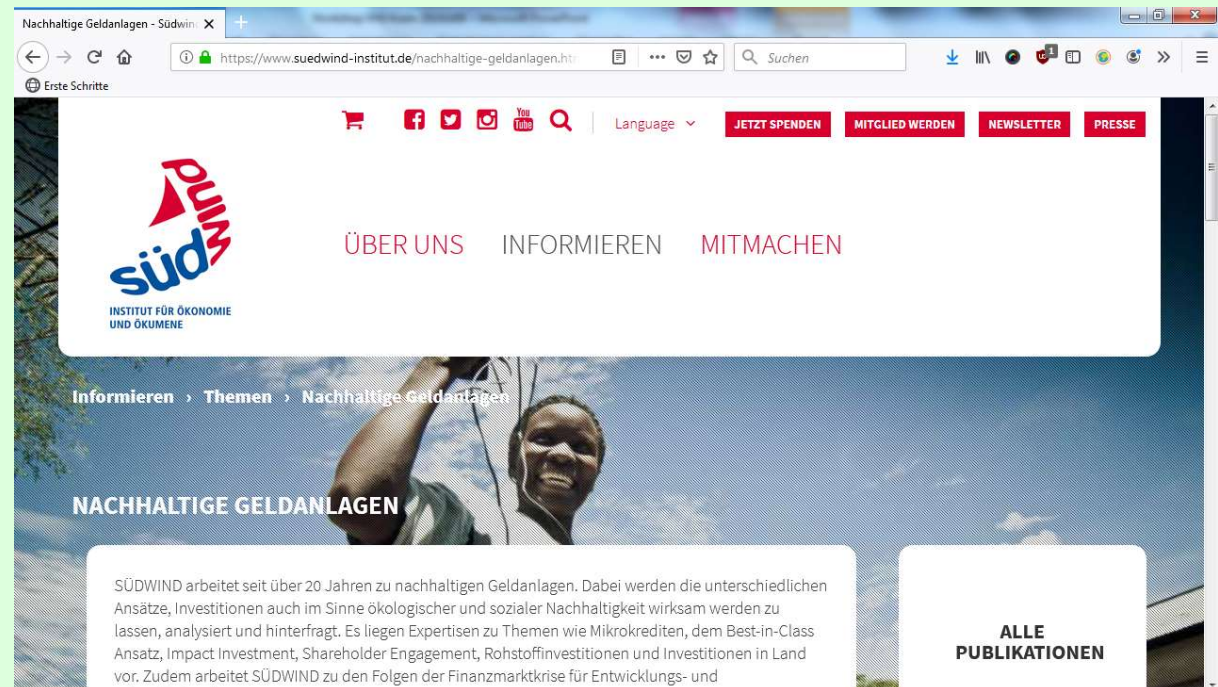 Nachhaltige Geldanlagen - Südwin
https://www.suedwind-institut.de/nachhaltige-geldanlagen.ht
Suchen
1
Erste Schritte
You Tube
Language
JETZT SPENDEN
MITGLIED WERDEN
NEWSLETTER
PRESSE
südwind
INSTITUT FÜR ÖKONOMIE
UND ÖKUMENE
ÜBER UNS INFORMIEREN MITMACHEN
Informieren › Themen › Nachhaltige Geldanlagen
NACHHALTIGE GELDANLAGEN
SÜDWIND arbeitet seit über 20 Jahren zu nachhaltigen Geldanlagen. Dabei werden die unterschiedlichen
Ansätze, Investitionen auch im Sinne ökologischer und sozialer Nachhaltigkeit wirksam werden zu
lassen, analysiert und hinterfragt. Es liegen Expertisen zu Themen wie Mikrokrediten, dem Best-in-Class
Ansatz, Impact Investment, Shareholder Engagement, Rohstoffinvestitionen und Investitionen in Land
vor. Zudem arbeitet SÜDWIND zu den Folgen der Finanzmarktkrise für Entwicklungs- und
ALLE
PUBLIKATIONEN